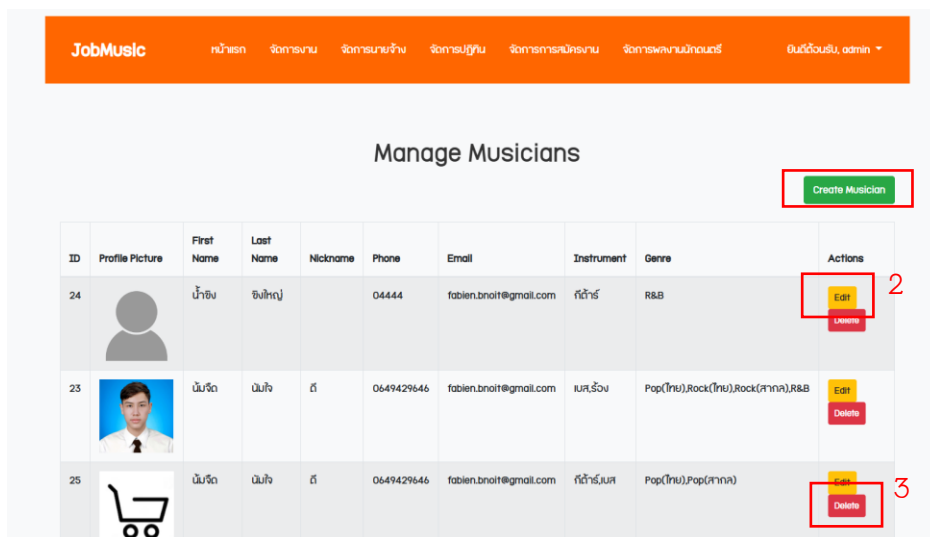 JobMusic หน้าแรก จัดการงาน จัดการนายจ้าง จัดการปฏิทิน จัดการการสมัครงาน จัดการพลงานนักดนตรี ยินดีต้อนรับ, admin
Manage Musicians
Create Musician
ID Profile Picture First Name Last Name Nickname Phone Email Instrument Genre Actions
24 น้ำขิง ขิงใหญ่ 04444 fabien.bnoit@gmail.com กีต้าร์ R&B Edit 2
Delete
23 นัมจีด นัมใจ ดี 0649429646 fabien.bnoit@gmail.com เบส,ร้อง Pop(ไทย),Rock(ไทย),Rock(สากล),R&B Edit
Delete
25 นัมจีด นัมใจ ดี 0649429646 fabien.bnoit@gmail.com กีต้าร์,เบส Pop(ไทย),Pop(สากล) Edit
Delete 3